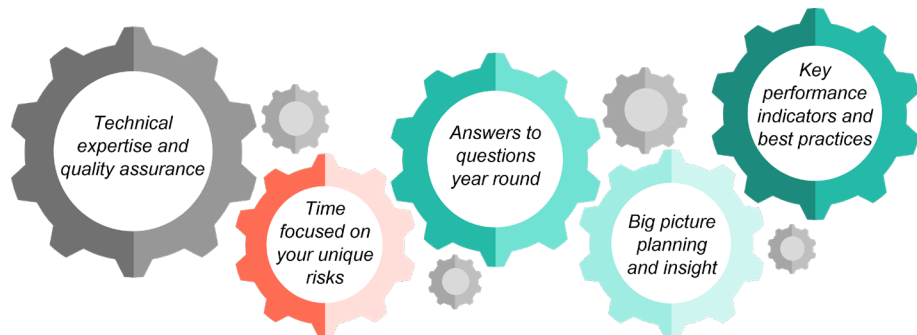 Technical
expertise and
quality assurance
Time
focused on
your unique
risks
Answers to
questions
year round
Big picture
planning
and insight
Key
performance
indicators and
best practices